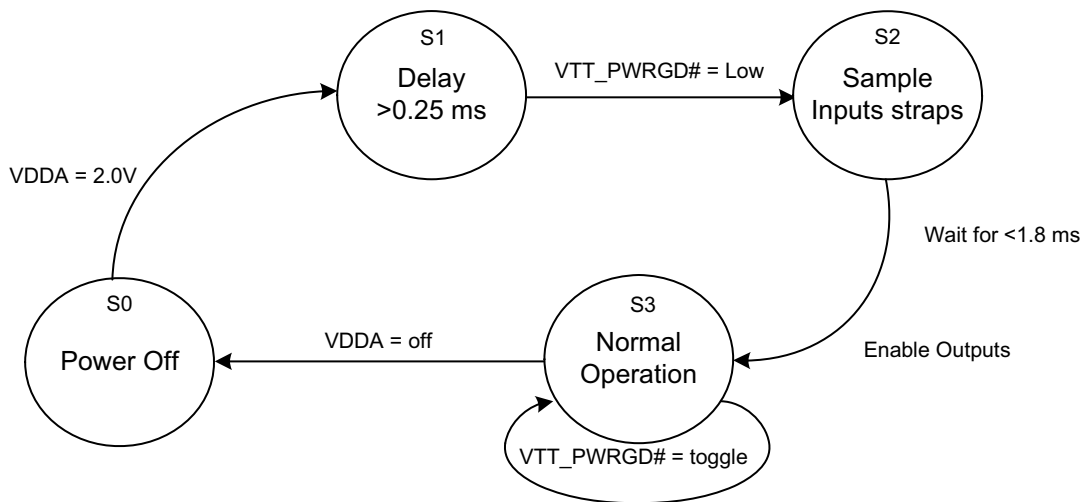 S1
Delay
>0.25 ms
VTT_PWRGD# = Low
S2
Sample
Inputs straps
VDDA = 2.0V
Wait for <1.8 ms
S0
Power Off
VDDA = off
S3
Normal
Operation
Enable Outputs
VTT_PWRGD# = toggle